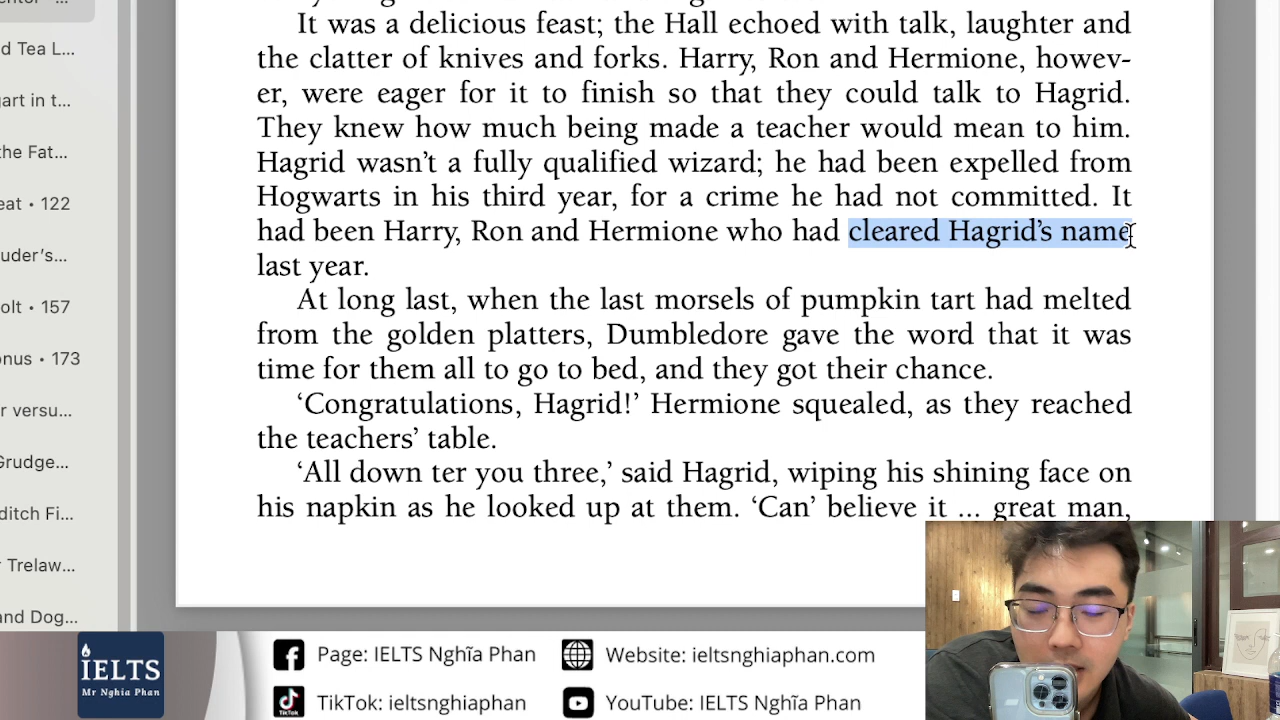 It was a delicious feast; the Hall echoed with talk, laughter and
the clatter of knives and forks. Harry, Ron and Hermione, howev-
er, were eager for it to finish so that they could talk to Hagrid.
They knew how much being made a teacher would mean to him.
Hagrid wasn’t a fully qualified wizard; he had been expelled from
Hogwarts in his third year, for a crime he had not committed. It
had been Harry, Ron and Hermione who had cleared Hagrid’s name
last year.
At long last, when the last morsels of pumpkin tart had melted
from the golden platters, Dumbledore gave the word that it was
time for them all to go to bed, and they got their chance.
‘Congratulations, Hagrid!’ Hermione squealed, as they reached
the teachers’ table.
‘All down ter you three,’ said Hagrid, wiping his shining face on
his napkin as he looked up at them. ‘Can’ believe it ... great man,
d Tea L...
gart in t...
the Fat...
eat • 122
uder’s...
olt • 157
onus • 173
r versu...
Grudge...
ditch Fi...
r Trelaw...
and Dog...
IELTS
Mr Nghia Phan
Page: IELTS Nghĩa Phan
Website: ieltsnghiaphan.com
TikTok
TikTok: ieltsnghiaphan
YouTube: IELTS Nghĩa Phan